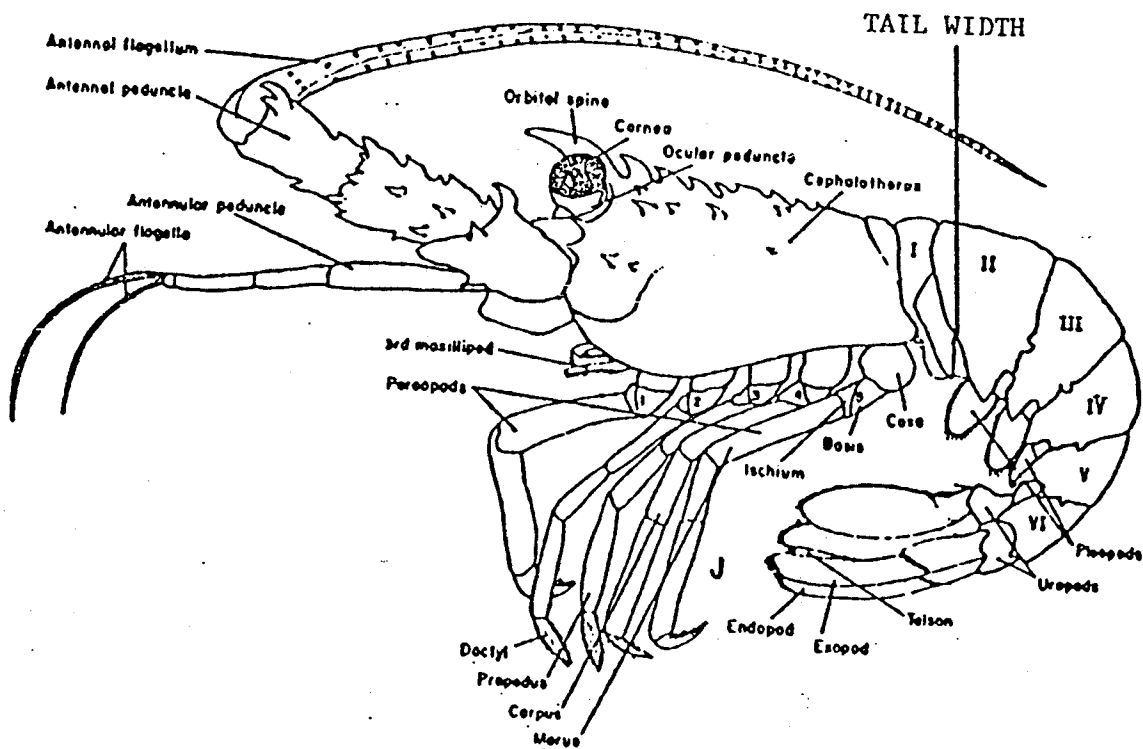 TAIL WIDTH
Antennal flagellum
Antennal peduncle
Orbital spine
Cornea
Ocular peduncle
Cephalothorax
Antennular peduncle
Antennular flagella
I
II
III
IV
V
VI
3rd maxilliped
Pereopods
1 2 3 4 5
Coxa
Basis
Ischium
J
Pleopods
Uropods
Telson
Endopod
Exopod
Dactyl
Propodus
Carpus
Merus